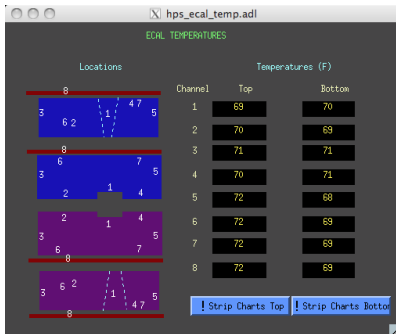 hps_ecal_temp.adl
ECAL TEMPERATURES
Locations Temperatures (F)
Channel Top Bottom
8
3 6 2 1 4 7 5
8
6 7
3 5
2 1 4
2 1 4
3 5
6 7
8
3 6 2 1 4 7 5
8
1 69 70
2 70 69
3 71 71
4 70 71
5 72 68
6 72 69
7 72 69
8 72 69
! Strip Charts Top ! Strip Charts Bottor